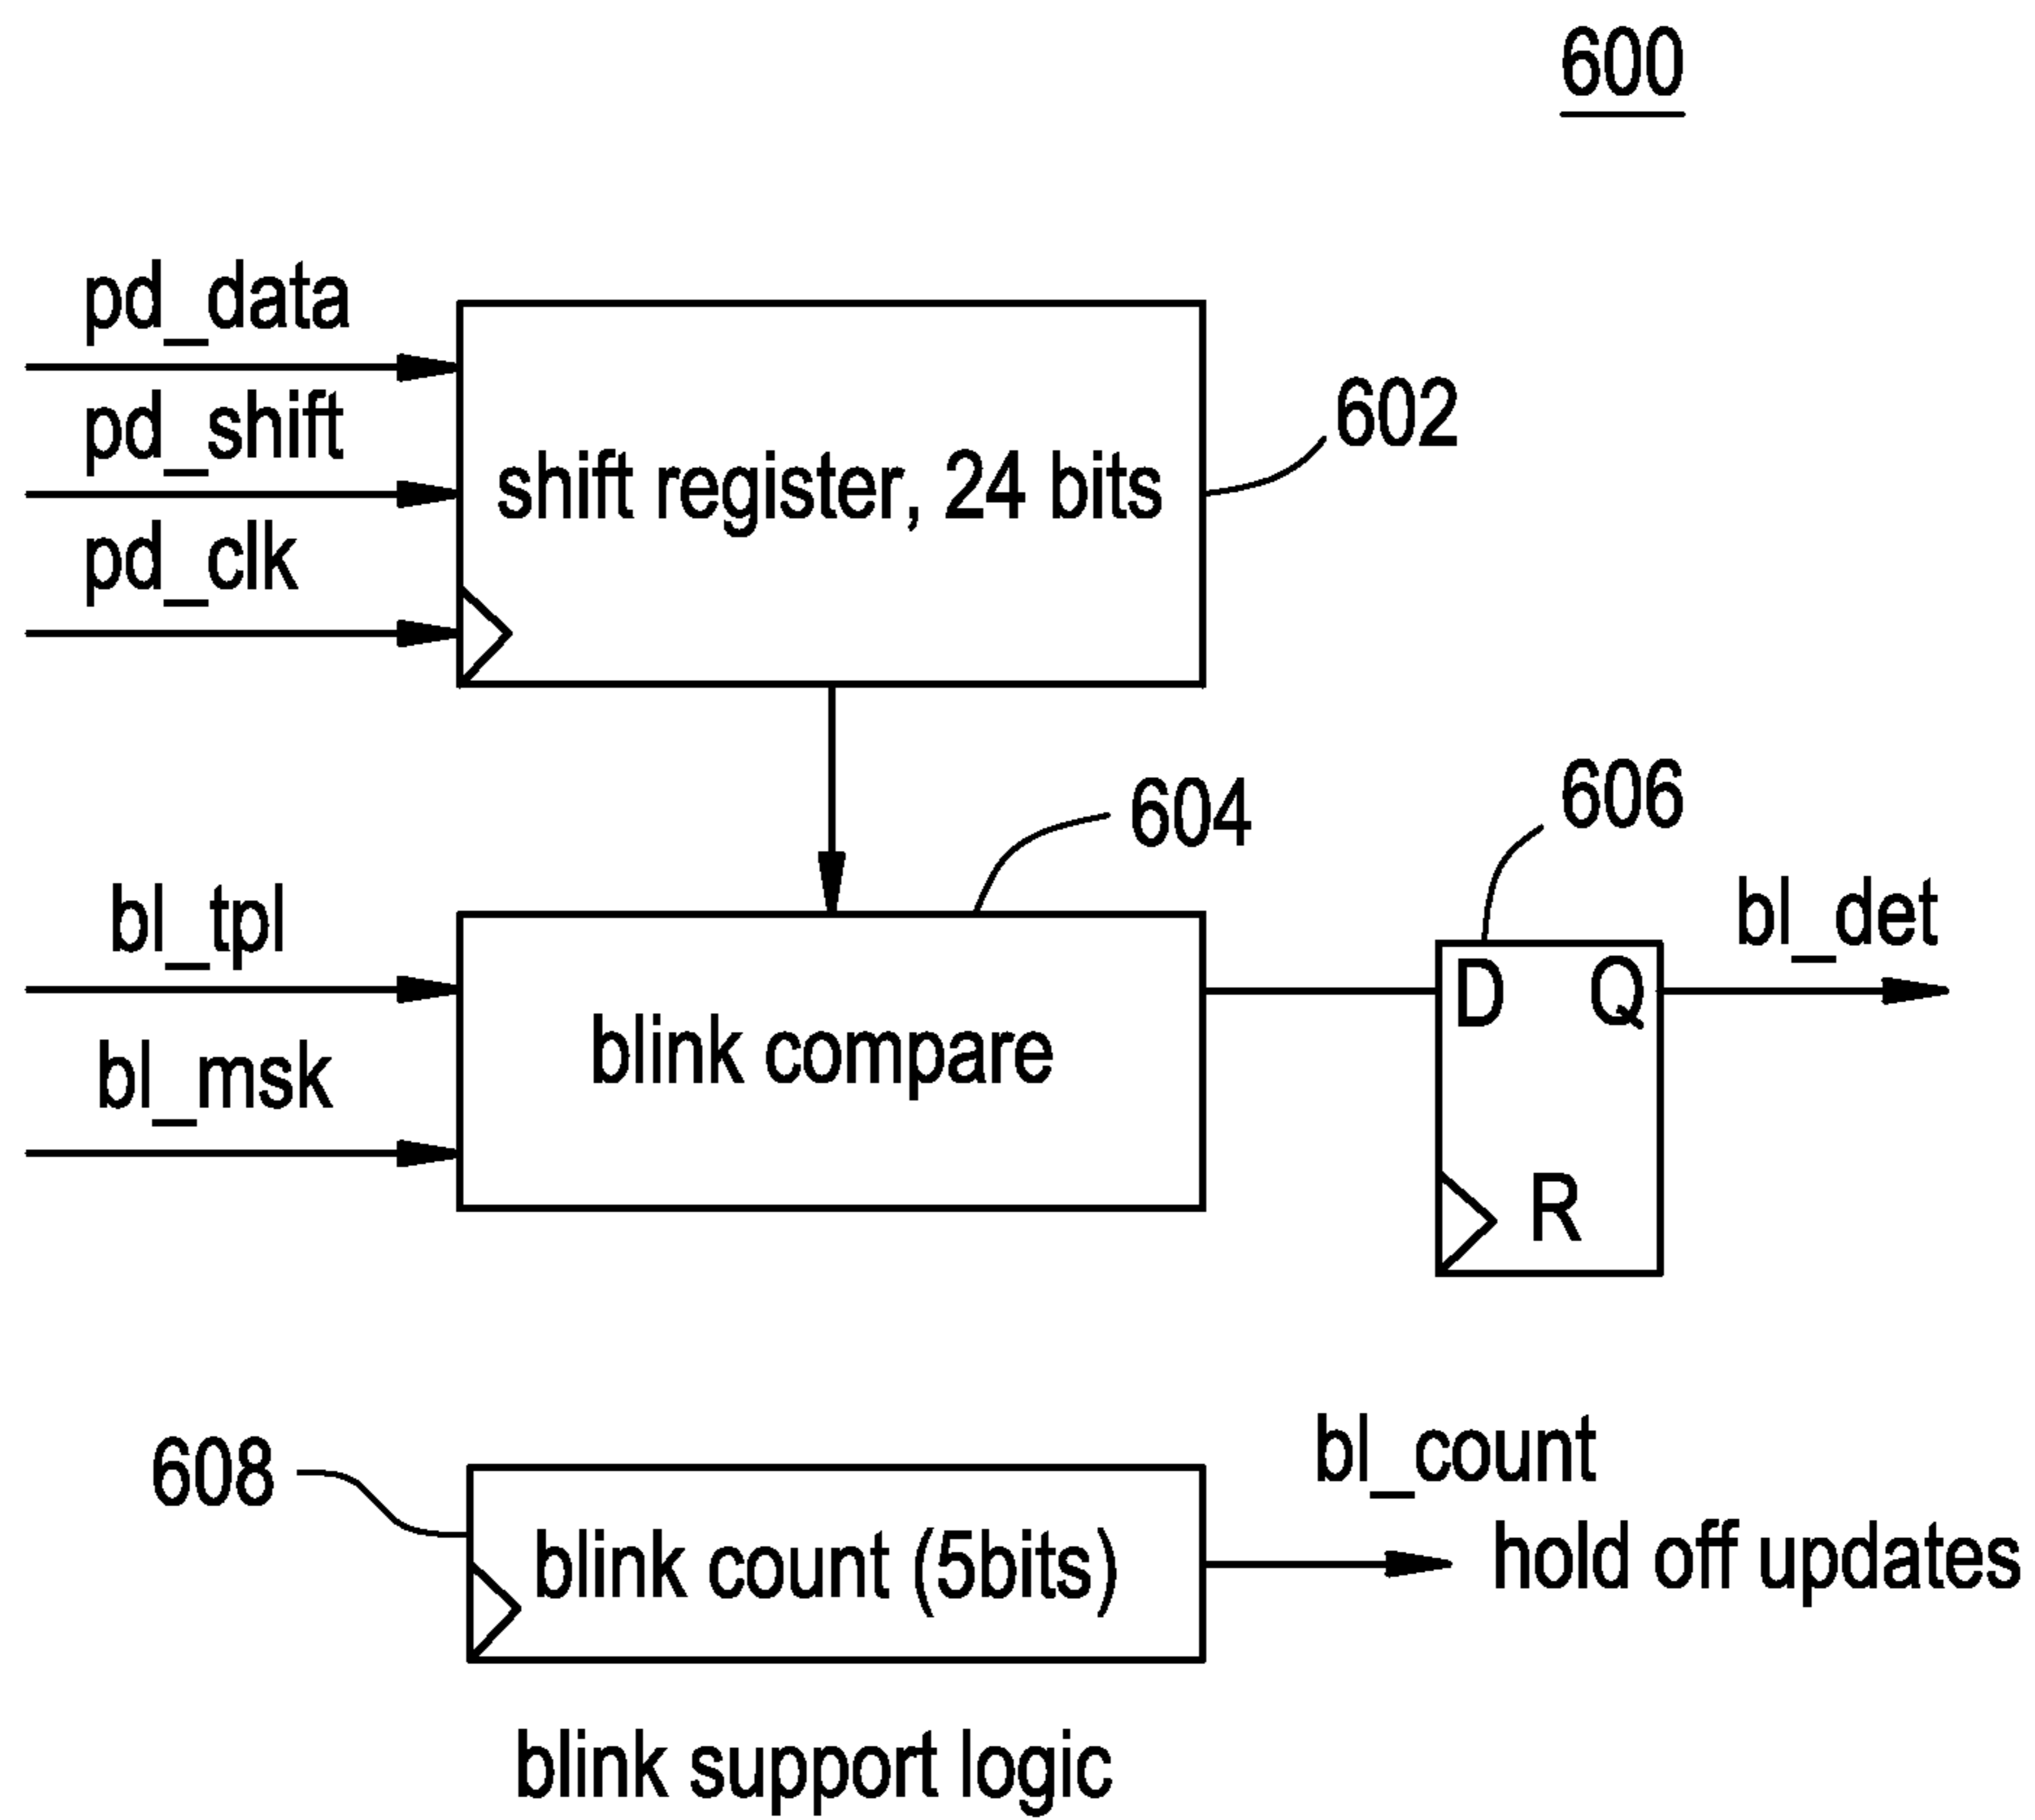 600
pd_data
pd_shift
pd_clk
shift register, 24 bits
602
604
606
bl_tpl
bl_msk
blink compare
D Q
R
bl_det
608
blink count (5bits)
bl_count
hold off updates
blink support logic